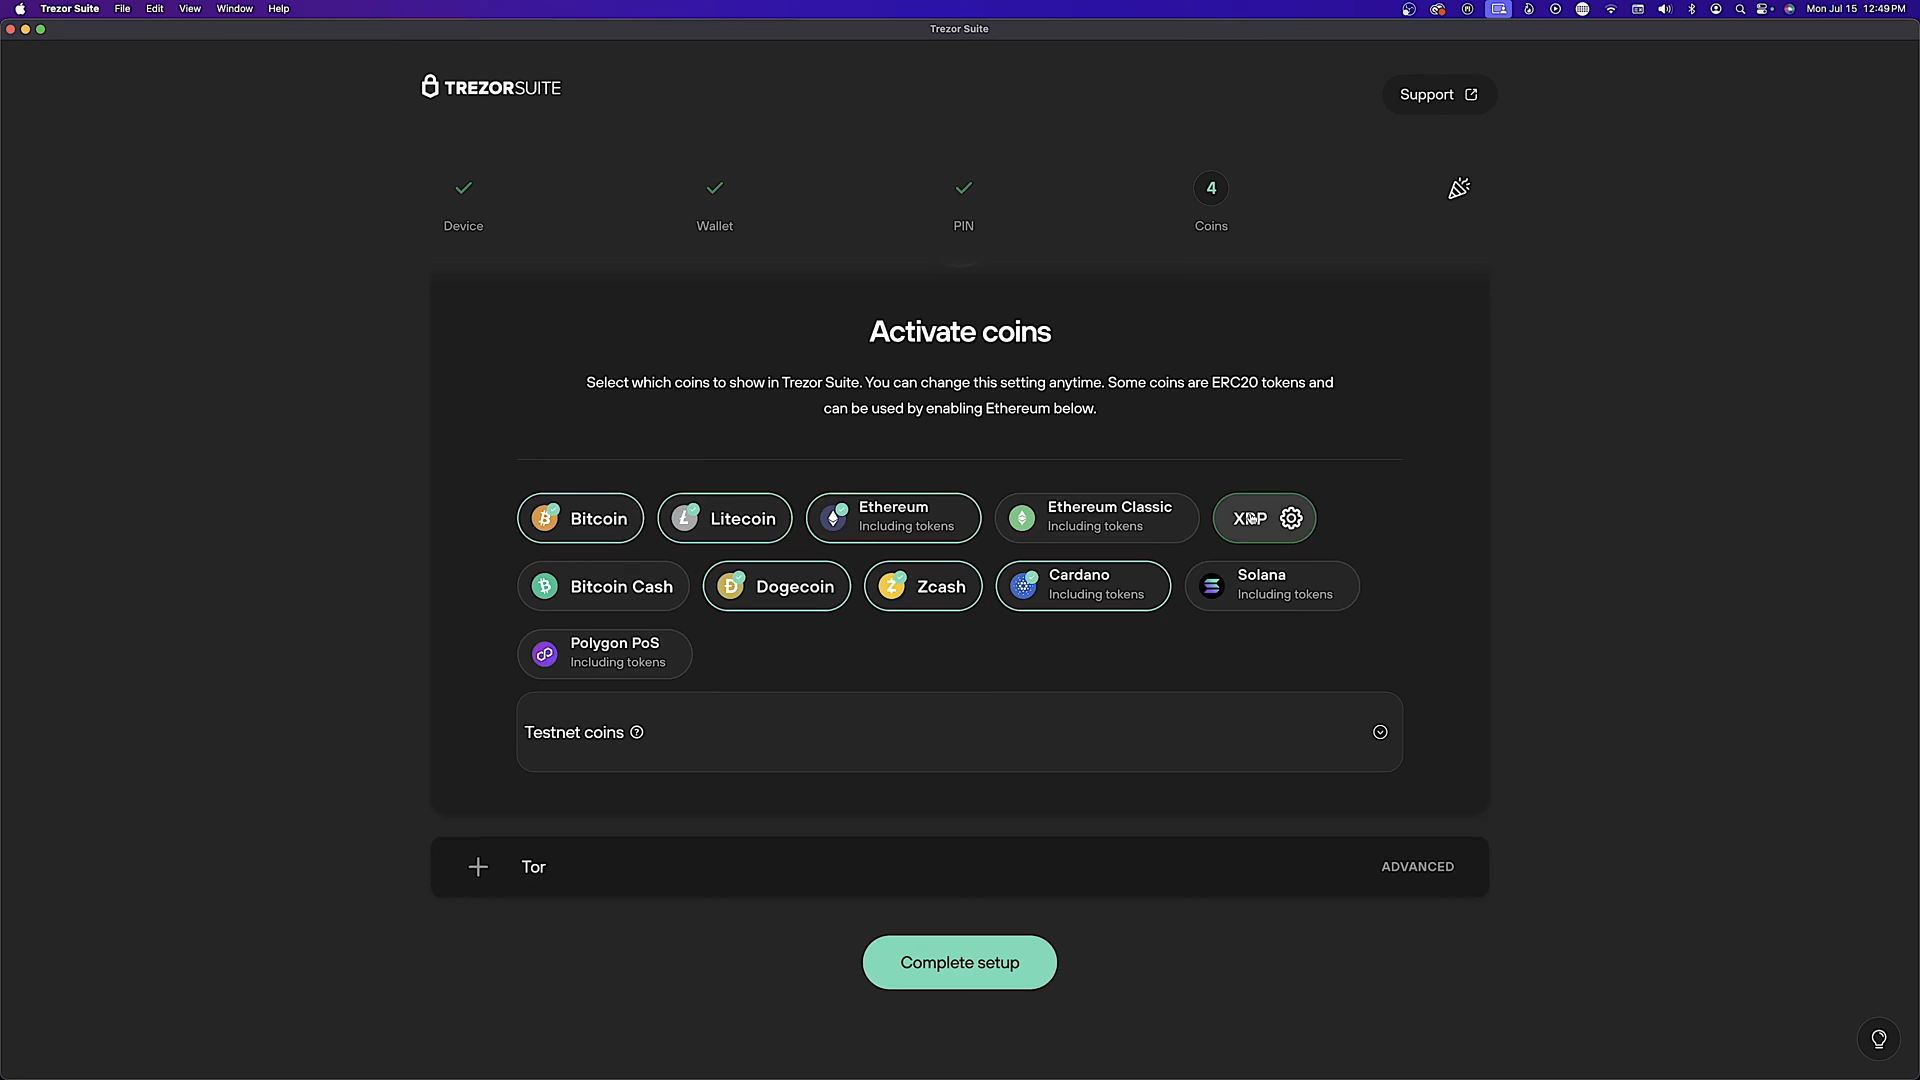 Trezor Suite File Edit View Window Help Mon Jul 15 12:49 PM
Trezor Suite
TREZORSUITE
Support
4
Device Wallet PIN Coins
Activate coins
Select which coins to show in Trezor Suite. You can change this setting anytime. Some coins are ERC20 tokens and
can be used by enabling Ethereum below.
Bitcoin
Litecoin
Ethereum
Including tokens
Ethereum Classic
Including tokens
XRP
Bitcoin Cash
Dogecoin
Zcash
Cardano
Including tokens
Solana
Including tokens
Polygon PoS
Including tokens
Testnet coins
Tor ADVANCED
Complete setup